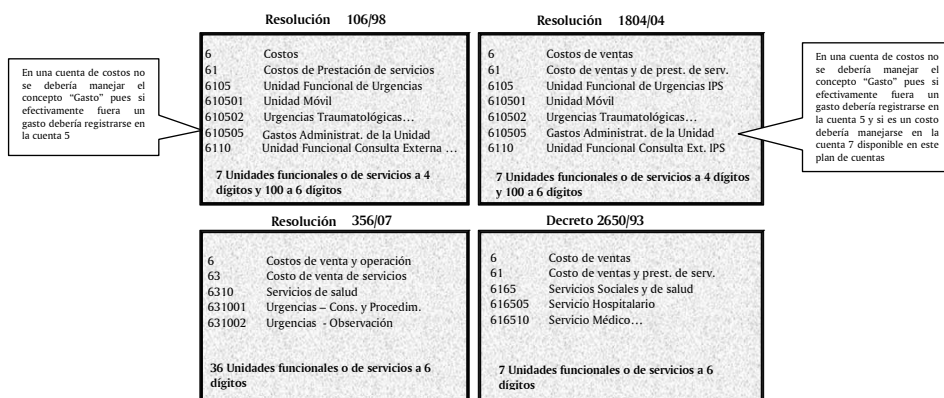 Resolución 106/98
Resolución 1804/04
En una cuenta de costos no
se debería manejar el
concepto “Gasto” pues si
efectivamente fuera un
gasto debería registrarse en
la cuenta 5
6 Costos
61 Costos de Prestación de servicios
6105 Unidad Funcional de Urgencias
610501 Unidad Móvil
610502 Urgencias Traumatológicas…
610505 Gastos Administrat. de la Unidad
6110 Unidad Funcional Consulta Externa …
7 Unidades funcionales o de servicios a 4
dígitos y 100 a 6 dígitos
6 Costos de ventas
61 Costo de ventas y de prest. de serv.
6105 Unidad Funcional de Urgencias IPS
610501 Unidad Móvil
610502 Urgencias Traumatológicas…
610505 Gastos Administrat. de la Unidad
6110 Unidad Funcional Consulta Ext. IPS
7 Unidades funcionales o de servicios a 4 dígitos
y 100 a 6 dígitos
En una cuenta de costos no
se debería manejar el
concepto “Gasto” pues si
efectivamente fuera un
gasto debería registrarse en
la cuenta 5 y si es un costo
debería manejarse en la
cuenta 7 disponible en este
plan de cuentas
Resolución 356/07
Decreto 2650/93
6 Costos de venta y operación
63 Costo de venta de servicios
6310 Servicios de salud
631001 Urgencias – Cons. y Procedim.
631002 Urgencias - Observación
36 Unidades funcionales o de servicios a 6
dígitos
6 Costo de ventas
61 Costo de ventas y prest. de serv.
6165 Servicios Sociales y de salud
616505 Servicio Hospitalario
616510 Servicio Médico…
7 Unidades funcionales o de servicios a 6
dígitos